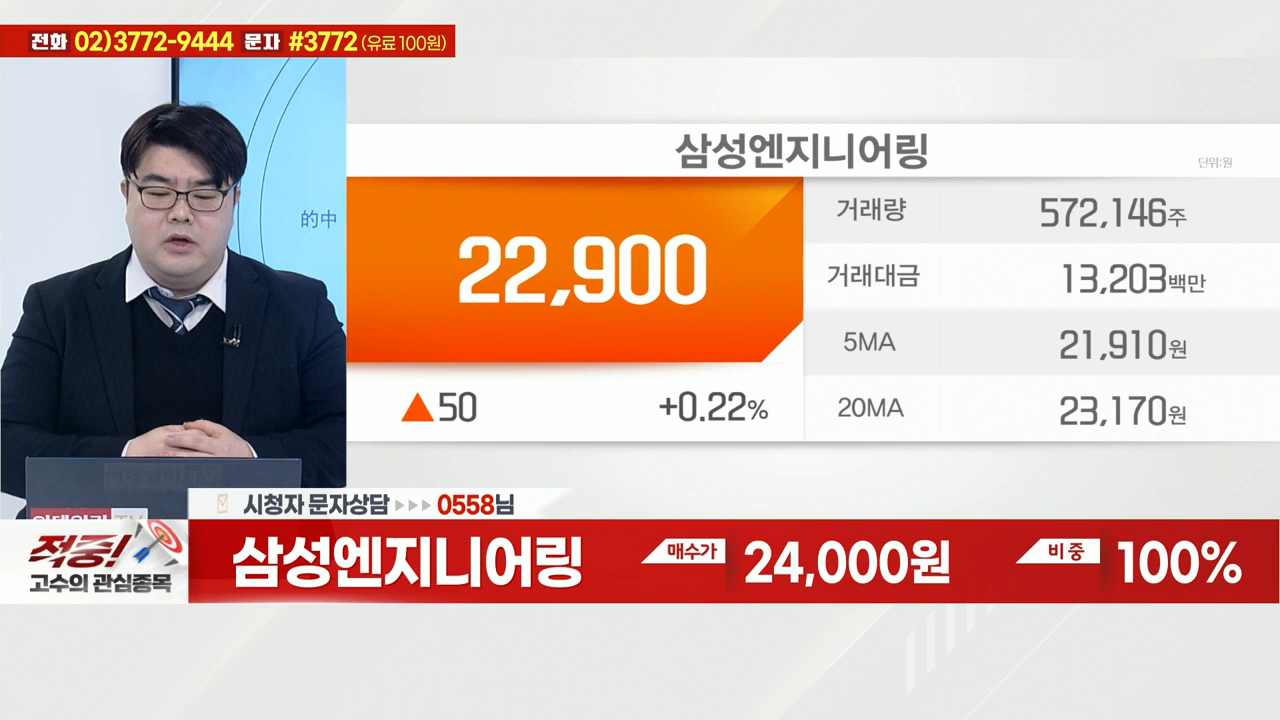 전화 02)3772-9444 문자 #3772 (유료 100원)
的中
삼성엔지니어링
단위:원
22,900
▲50 +0.22%
거래량 572,146주
거래대금 13,203백만
5MA 21,910원
20MA 23,170원
시청자 문자상담 ▶▶▶ 0558님
적중!
고수의 관심종목
삼성엔지니어링 매수가 24,000원 비중 100%